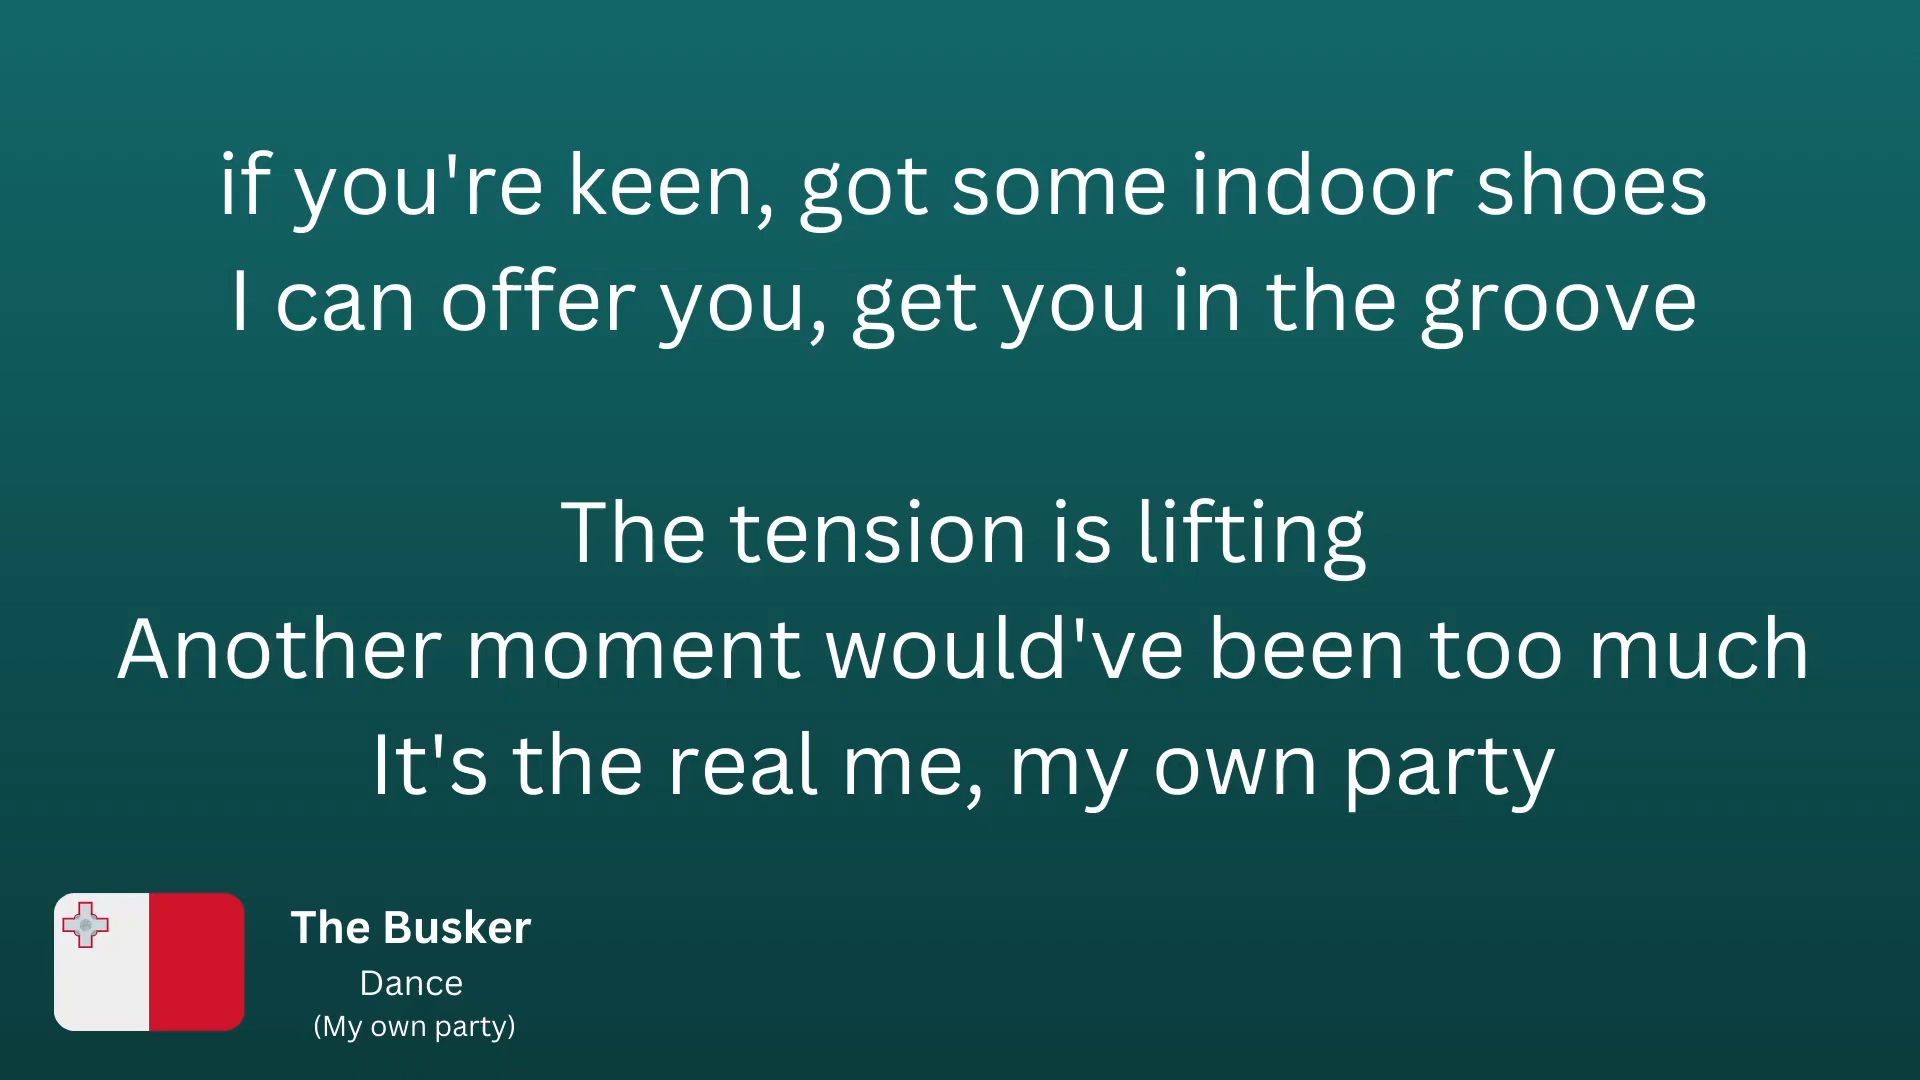 if you're keen, got some indoor shoes
I can offer you, get you in the groove
The tension is lifting
Another moment would've been too much
It's the real me, my own party
The Busker
Dance
(My own party)